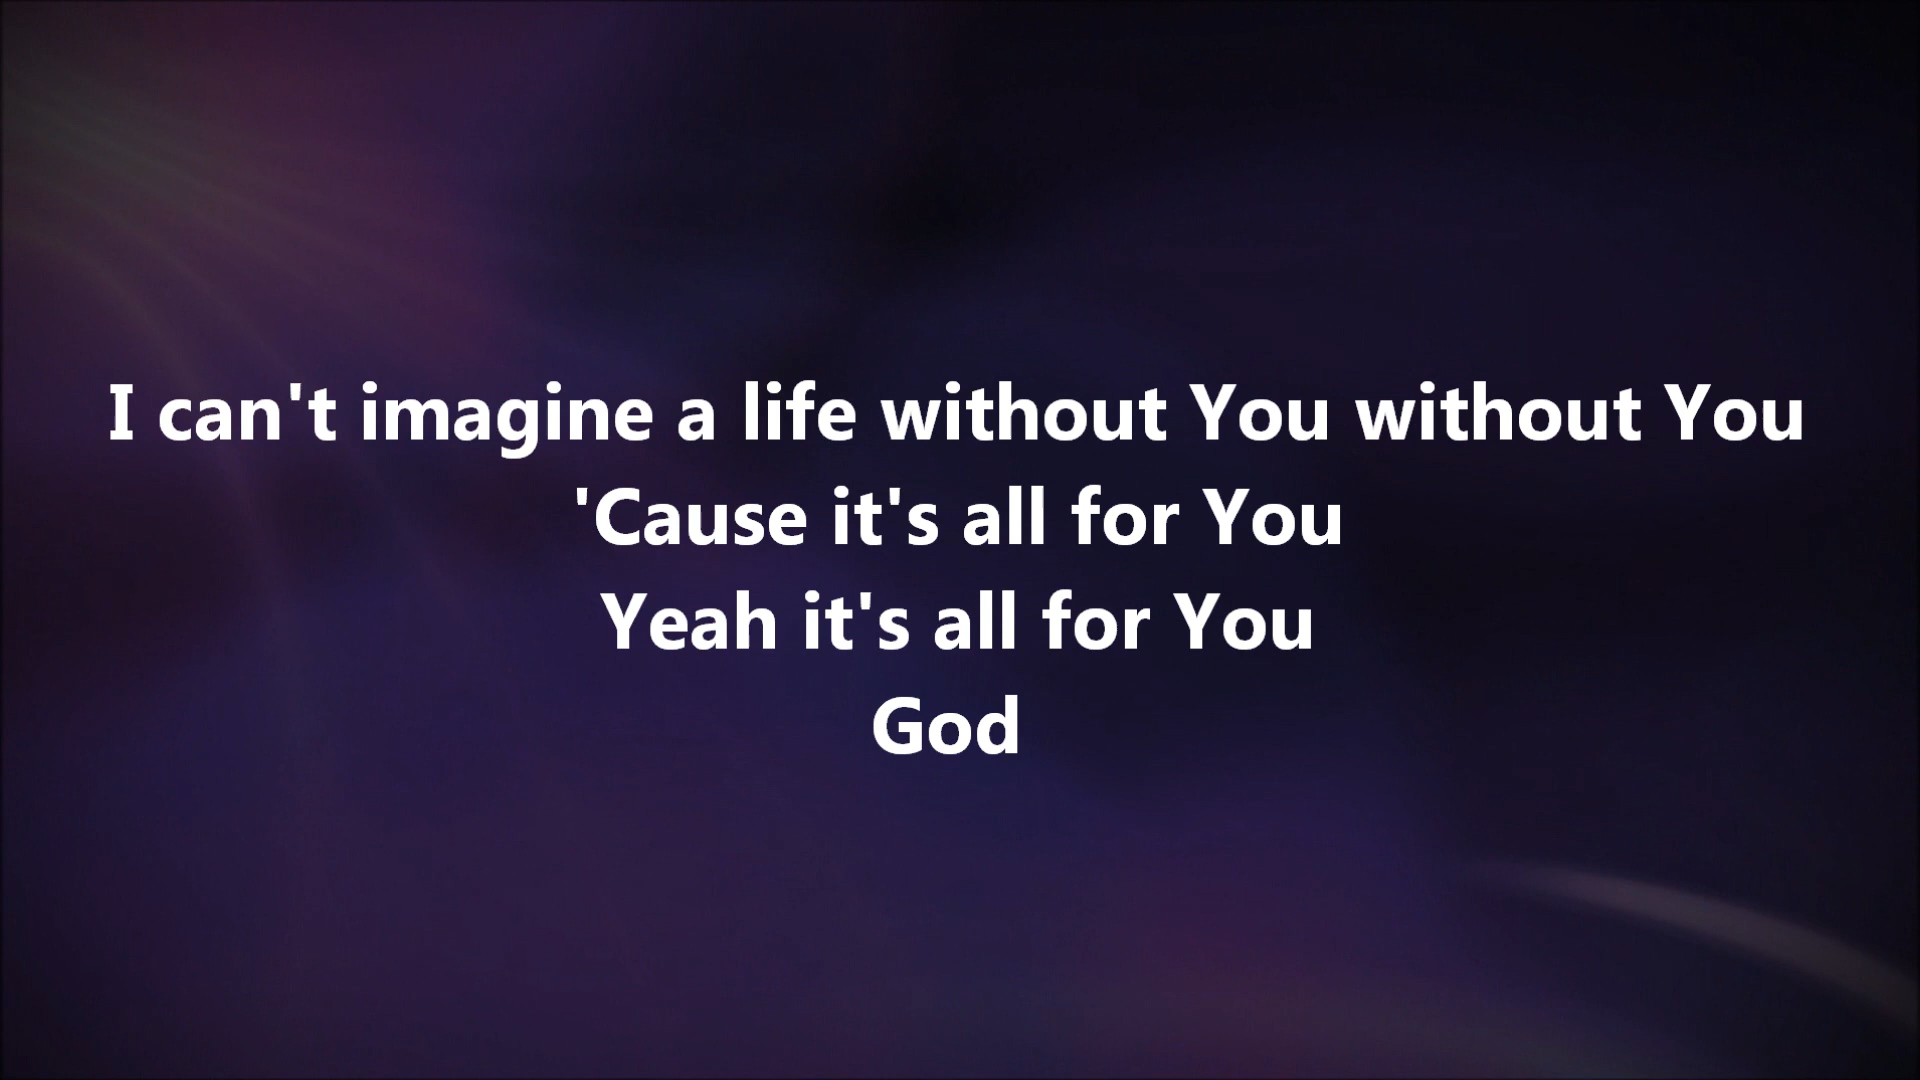 I can't imagine a life without You without You
'Cause it's all for You
Yeah it's all for You
God